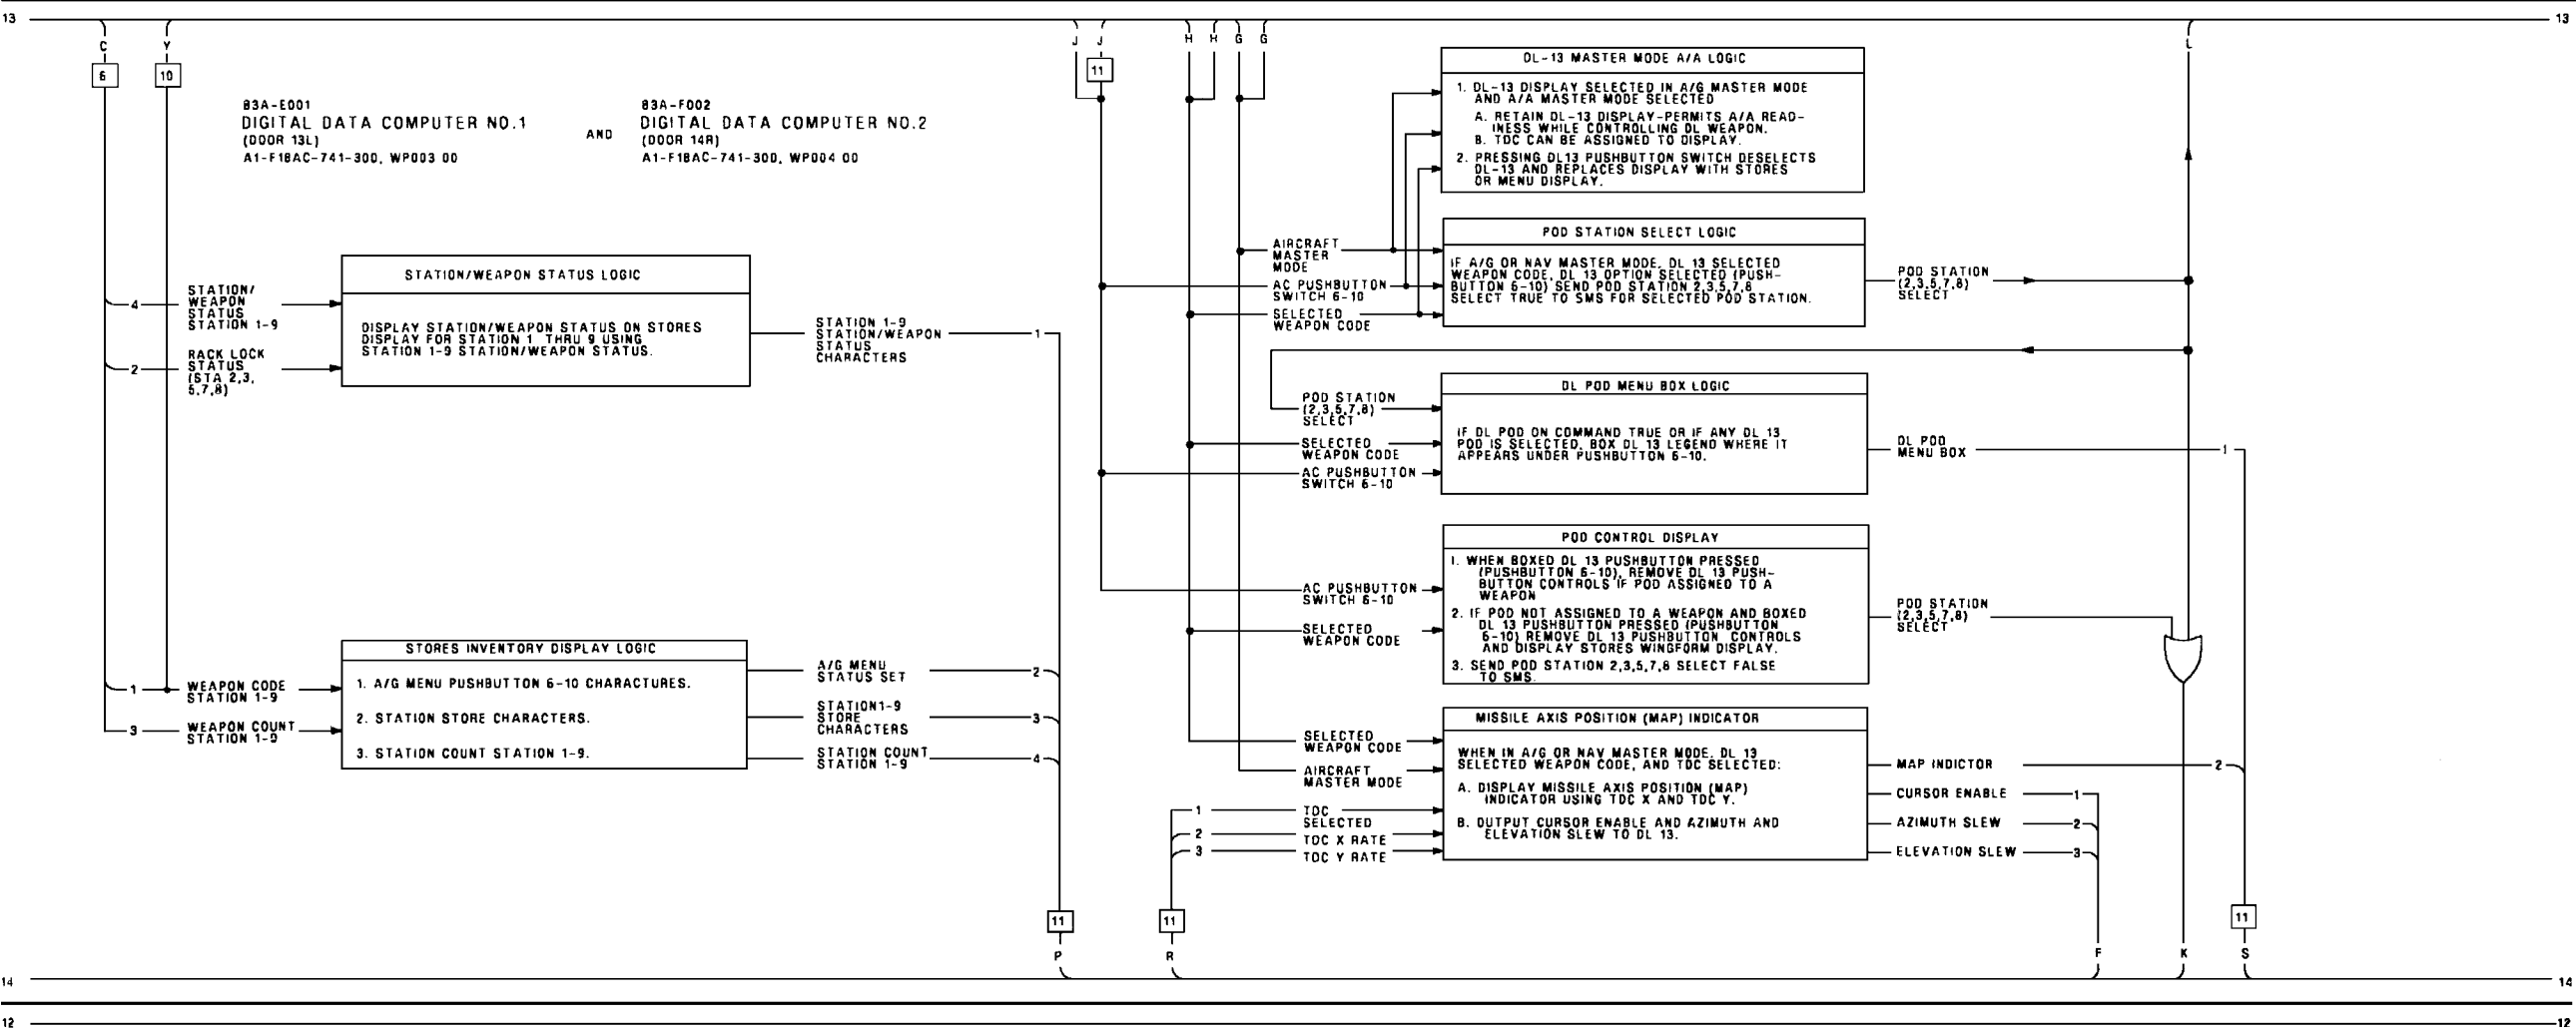 13
13
C
Y
J
J
H
H
G
G
L
6
10
11
83A-E001
DIGITAL DATA COMPUTER NO.1
(DOOR 13L)
A1-F18AC-741-300, WP003 00
AND
83A-F002
DIGITAL DATA COMPUTER NO.2
(DOOR 14R)
A1-F18AC-741-300, WP004 00
4
STATION/
WEAPON
STATUS
STATION 1-9
2
RACK LOCK
STATUS
(STA 2,3,
5,7,8)
STATION/WEAPON STATUS LOGIC
DISPLAY STATION/WEAPON STATUS ON STORES
DISPLAY FOR STATION 1 THRU 9 USING
STATION 1-9 STATION/WEAPON STATUS.
STATION 1-9
STATION/WEAPON
STATUS
CHARACTERS
1
1
WEAPON CODE
STATION 1-9
3
WEAPON COUNT
STATION 1-9
STORES INVENTORY DISPLAY LOGIC
1. A/G MENU PUSHBUTTON 6-10 CHARACTURES.
2. STATION STORE CHARACTERS.
3. STATION COUNT STATION 1-9.
A/G MENU
STATUS SET
2
STATION1-9
STORE
CHARACTERS
3
STATION COUNT
STATION 1-9
4
11
P
DL-13 MASTER MODE A/A LOGIC
1. DL-13 DISPLAY SELECTED IN A/G MASTER MODE
AND A/A MASTER MODE SELECTED
A. RETAIN DL-13 DISPLAY-PERMITS A/A READ-
INESS WHILE CONTROLLING DL WEAPON.
B. TDC CAN BE ASSIGNED TO DISPLAY.
2. PRESSING DL13 PUSHBUTTON SWITCH DESELECTS
DL-13 AND REPLACES DISPLAY WITH STORES
OR MENU DISPLAY.
AIRCRAFT
MASTER
MODE
AC PUSHBUTTON
SWITCH 6-10
SELECTED
WEAPON CODE
POD STATION SELECT LOGIC
IF A/G OR NAV MASTER MODE, DL 13 SELECTED
WEAPON CODE, DL 13 OPTION SELECTED (PUSH-
BUTTON 6-10) SEND POD STATION 2,3,5,7,8
SELECT TRUE TO SMS FOR SELECTED POD STATION.
POD STATION
(2,3,5,7,8)
SELECT
POD STATION
(2,3,5,7,8)
SELECT
SELECTED
WEAPON CODE
AC PUSHBUTTON
SWITCH 6-10
DL POD MENU BOX LOGIC
IF DL POD ON COMMAND TRUE OR IF ANY DL 13
POD IS SELECTED, BOX DL 13 LEGEND WHERE IT
APPEARS UNDER PUSHBUTTON 6-10.
DL POD
MENU BOX
1
AC PUSHBUTTON
SWITCH 6-10
SELECTED
WEAPON CODE
POD CONTROL DISPLAY
1. WHEN BOXED DL 13 PUSHBUTTON PRESSED
(PUSHBUTTON 6-10), REMOVE DL 13 PUSH-
BUTTON CONTROLS IF POD ASSIGNED TO A
WEAPON
2. IF POD NOT ASSIGNED TO A WEAPON AND BOXED
DL 13 PUSHBUTTON PRESSED (PUSHBUTTON
6-10) REMOVE DL 13 PUSHBUTTON CONTROLS
AND DISPLAY STORES WINGFORM DISPLAY.
3. SEND POD STATION 2,3,5,7,8 SELECT FALSE
TO SMS.
POD STATION
(2,3,5,7,8)
SELECT
SELECTED
WEAPON CODE
AIRCRAFT
MASTER MODE
1
TDC
SELECTED
2
TDC X RATE
3
TDC Y RATE
MISSILE AXIS POSITION (MAP) INDICATOR
WHEN IN A/G OR NAV MASTER MODE, DL 13
SELECTED WEAPON CODE, AND TDC SELECTED:
A. DISPLAY MISSILE AXIS POSITION (MAP)
INDICATOR USING TDC X AND TDC Y.
B. OUTPUT CURSOR ENABLE AND AZIMUTH AND
ELEVATION SLEW TO DL 13.
MAP INDICTOR
2
CURSOR ENABLE
1
AZIMUTH SLEW
2
ELEVATION SLEW
3
11
R
F
K
11
S
14
14
12
12